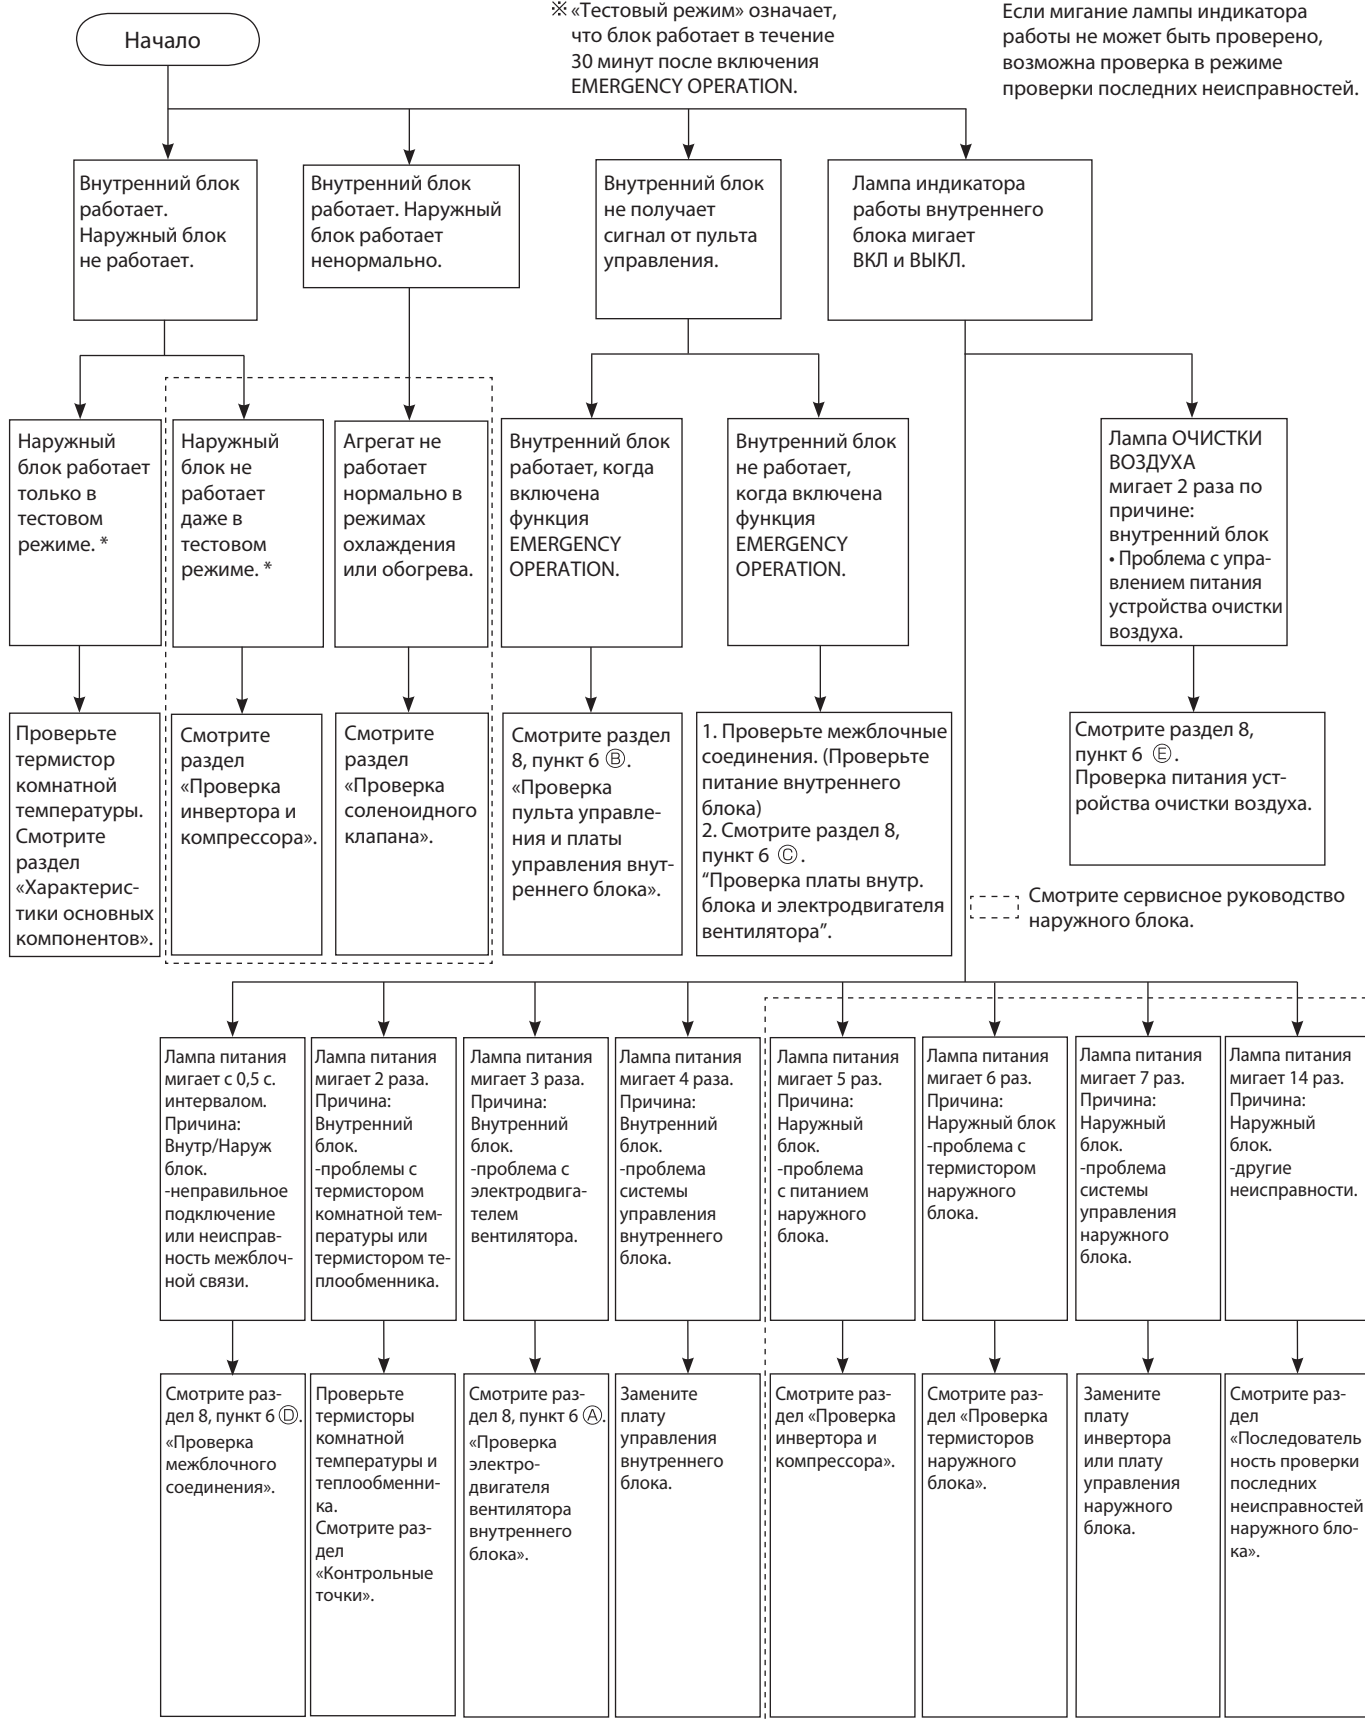 Начало
※ «Тестовый режим» означает,
что блок работает в течение
30 минут после включения
EMERGENCY OPERATION.
Если мигание лампы индикатора
работы не может быть проверено,
возможна проверка в режиме
проверки последних неисправностей.
Внутренний блок
работает.
Наружный блок
не работает.
Внутренний блок
работает. Наружный
блок работает
ненормально.
Внутренний блок
не получает
сигнал от пульта
управления.
Лампа индикатора
работы внутреннего
блока мигает
ВКЛ и ВЫКЛ.
Наружный
блок работает
только в
тестовом
режиме. *
Наружный
блок не
работает
даже в
тестовом
режиме. *
Агрегат не
работает
нормально в
режимах
охлаждения
или обогрева.
Внутренний блок
работает, когда
включена
функция
EMERGENCY
OPERATION.
Внутренний блок
не работает,
когда включена
функция
EMERGENCY
OPERATION.
Лампа ОЧИСТКИ
ВОЗДУХА
мигает 2 раза по
причине:
внутренний блок
• Проблема с упра-
влением питания
устройства очистки
воздуха.
Проверьте
термистор
комнатной
температуры.
Смотрите
раздел
«Характерис-
тики основных
компонентов».
Смотрите
раздел
«Проверка
инвертора и
компрессора».
Смотрите
раздел
«Проверка
соленоидного
клапана».
Смотрите раздел
8, пункт 6 Ⓑ.
«Проверка
пульта управле-
ния и платы
управления внут-
реннего блока».
1. Проверьте межблочные
соединения. (Проверьте
питание внутреннего
блока)
2. Смотрите раздел 8,
пункт 6 Ⓒ.
“Проверка платы внутр.
блока и электродвигателя
вентилятора”.
Смотрите раздел 8,
пункт 6 Ⓔ.
Проверка питания уст-
ройства очистки воздуха.
Смотрите сервисное руководство
наружного блока.
Лампа питания
мигает с 0,5 с.
интервалом.
Причина:
Внутр/Наруж
блок.
-неправильное
подключение
или неисправ-
ность межблоч-
ной связи.
Лампа питания
мигает 2 раза.
Причина:
Внутренний
блок.
-проблемы с
термистором
комнатной тем-
пературы или
термистором те-
плообменника.
Лампа питания
мигает 3 раза.
Причина:
Внутренний
блок.
-проблема с
электродвига-
телем
вентилятора.
Лампа питания
мигает 4 раза.
Причина:
Внутренний
блок.
-проблема
системы
управления
внутреннего
блока.
Лампа питания
мигает 5 раз.
Причина:
Наружный
блок.
-проблема
с питанием
наружного
блока.
Лампа питания
мигает 6 раз.
Причина:
Наружный блок
-проблема с
термистором
наружного
блока.
Лампа питания
мигает 7 раз.
Причина:
Наружный
блок.
-проблема
системы
управления
наружного
блока.
Лампа питания
мигает 14 раз.
Причина:
Наружный
блок.
-другие
неисправности.
Смотрите раз-
дел 8, пункт 6 Ⓓ.
«Проверка
межблочного
соединения».
Проверьте
термисторы
комнатной
температуры и
теплообменни-
ка.
Смотрите раз-
дел
«Контрольные
точки».
Смотрите раз-
дел 8, пункт 6 Ⓐ.
«Проверка
электро-
двигателя
вентилятора
внутреннего
блока».
Замените
плату
управления
внутреннего
блока.
Смотрите раз-
дел «Проверка
инвертора и
компрессора».
Смотрите раз-
дел «Проверка
термисторов
наружного
блока».
Замените
плату
инвертора
или плату
управления
наружного
блока.
Смотрите раз-
дел
«Последователь
ность проверки
последних
неисправностей
наружного бло-
ка».